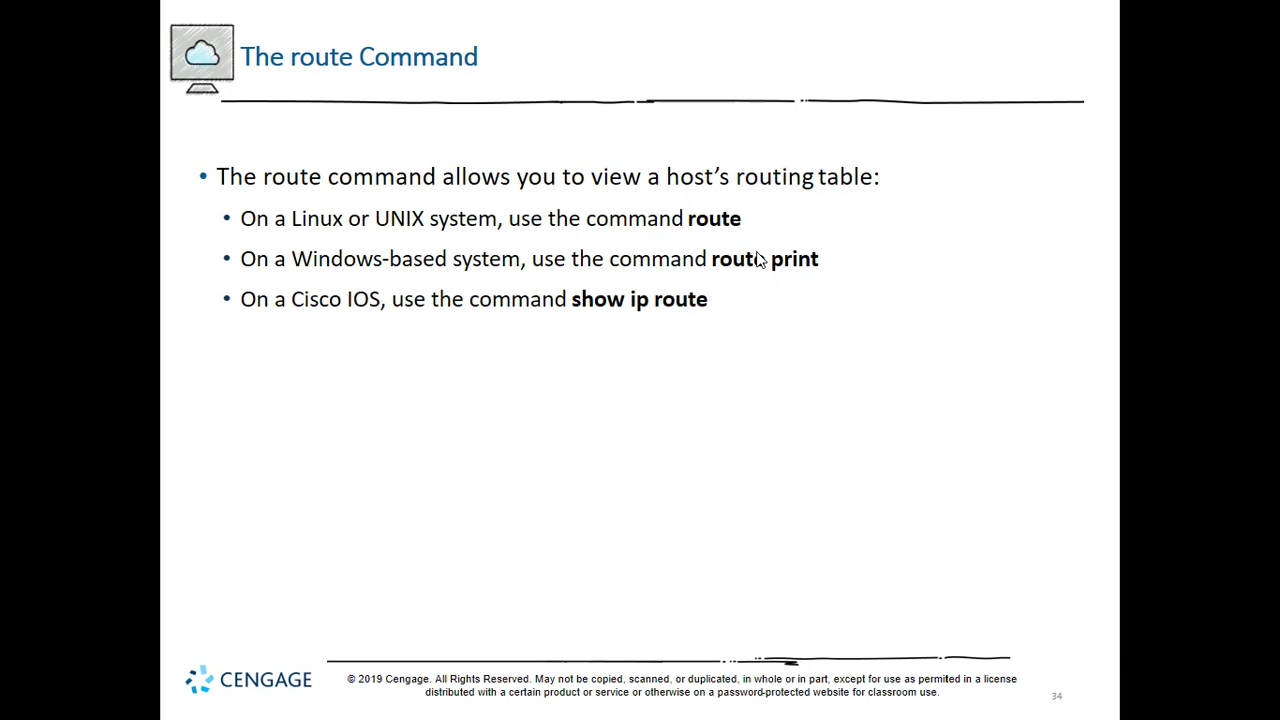 The route Command
• The route command allows you to view a host’s routing table:
• On a Linux or UNIX system, use the command route
• On a Windows-based system, use the command route print
• On a Cisco IOS, use the command show ip route
CENGAGE
© 2019 Cengage. All Rights Reserved. May not be copied, scanned, or duplicated, in whole or in part, except for use as permitted in a license
distributed with a certain product or service or otherwise on a password-protected website for classroom use.
34